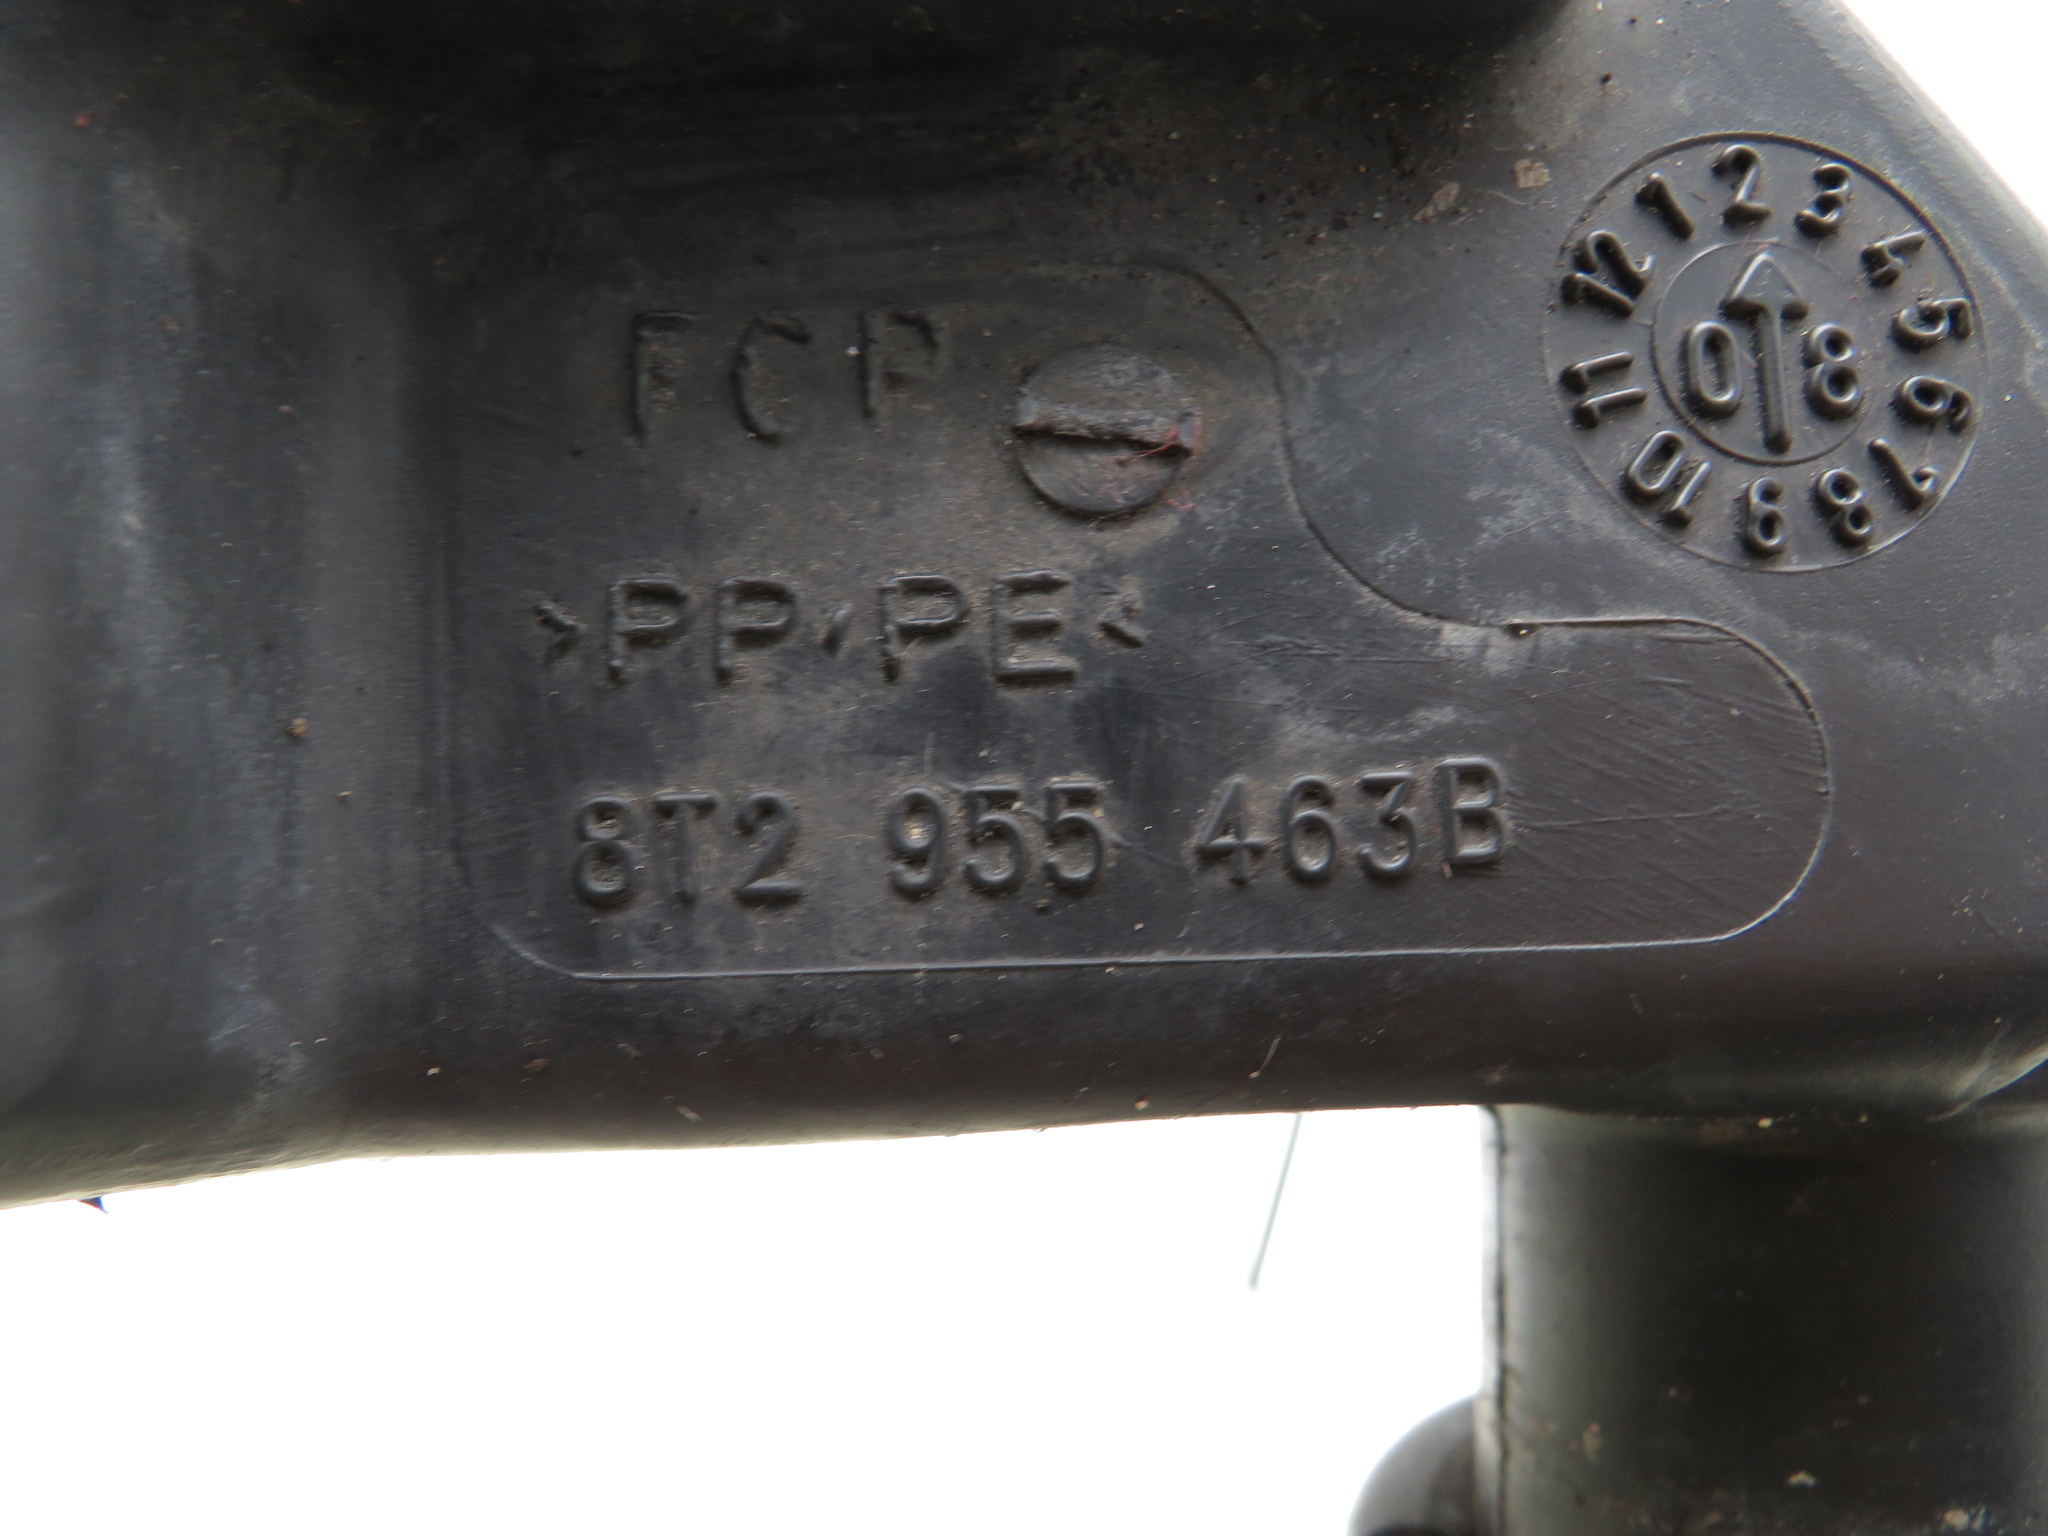 FCP
>PP/PE<
8T2 955 463B
1 2 3 4 5 6 7 8 9 10 11 12
08